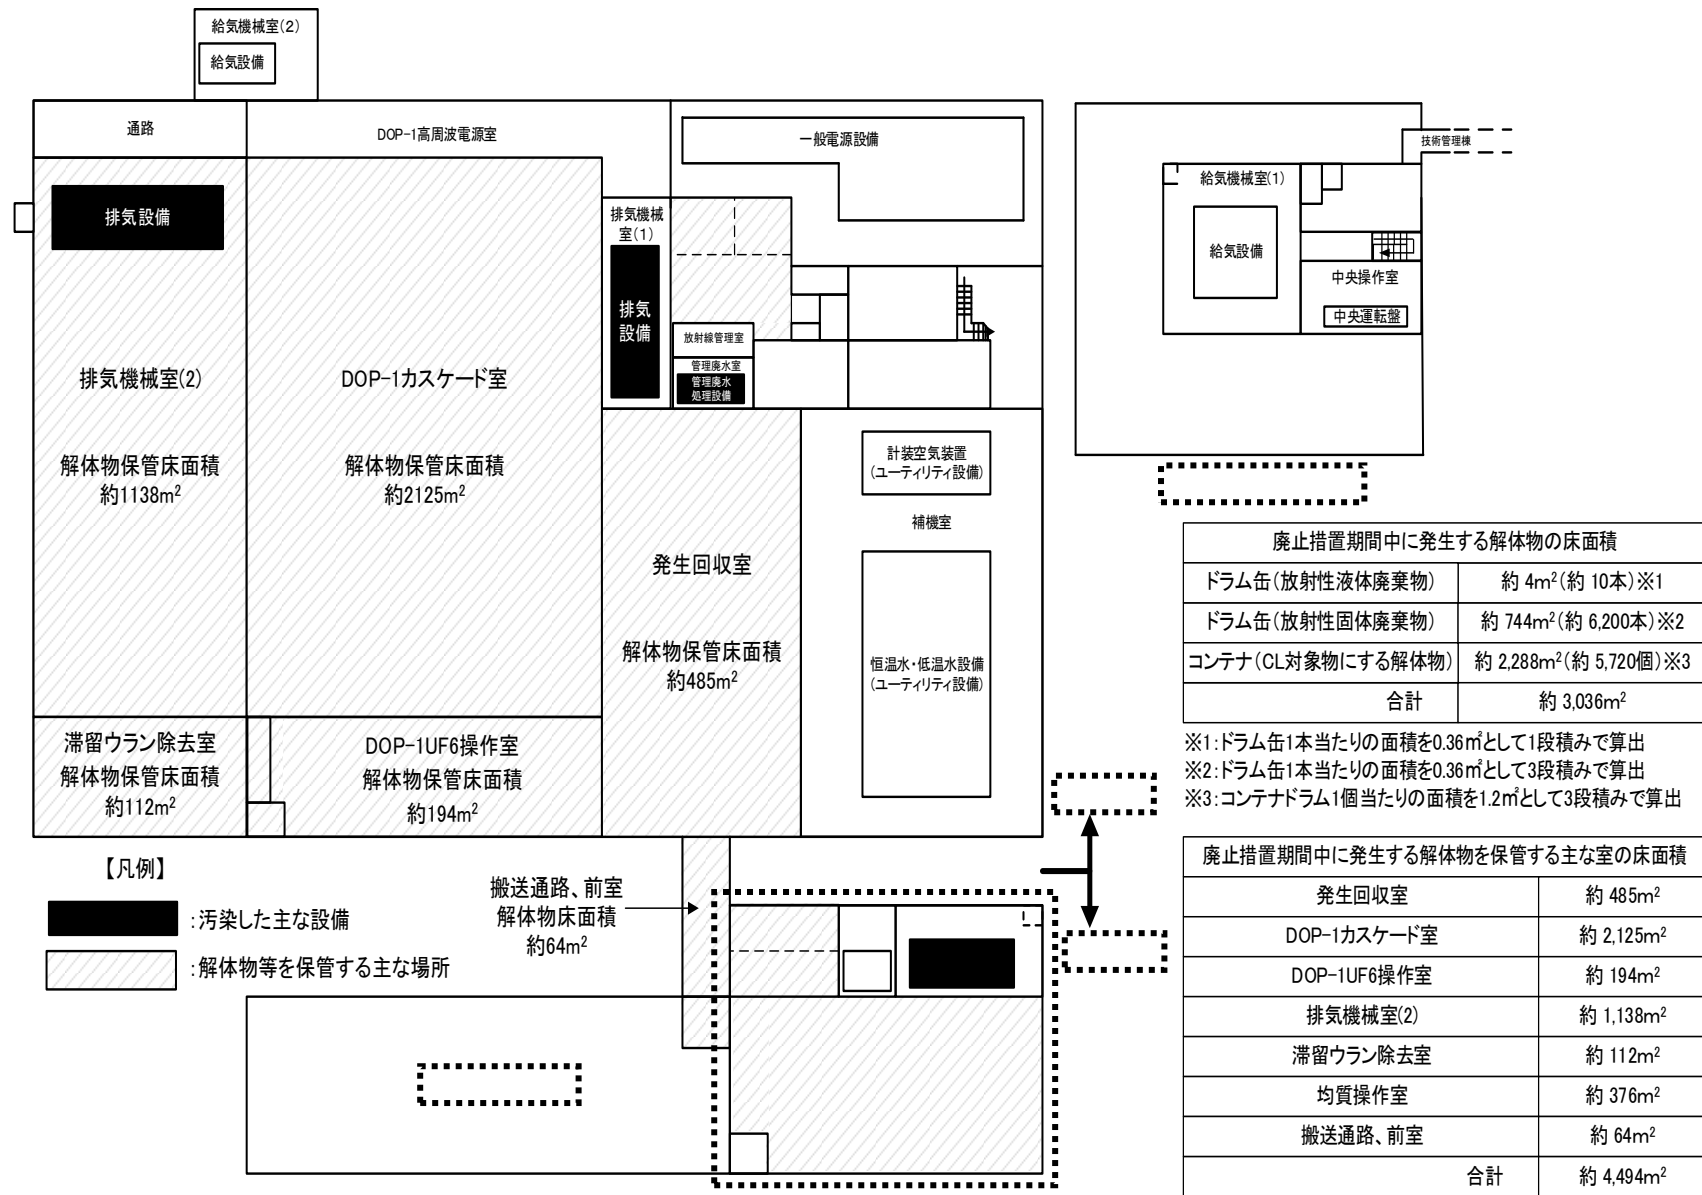 給気機械室(2)
給気設備
通路
DOP-1高周波電源室
一般電源設備
排気設備
排気機械
室(1)
排気
設備
放射線管理室
管理廃水室
管理廃水
処理設備
排気機械室(2)
解体物保管床面積
約1138m²
DOP-1カスケード室
解体物保管床面積
約2125m²
発生回収室
解体物保管床面積
約485m²
計装空気装置
(ユーティリティ設備)
補機室
恒温水・低温水設備
(ユーティリティ設備)
滞留ウラン除去室
解体物保管床面積
約112m²
DOP-1UF6操作室
解体物保管床面積
約194m²
搬送通路、前室
解体物床面積
約64m²
【凡例】
:汚染した主な設備
:解体物等を保管する主な場所
技術管理棟
給気機械室(1)
給気設備
中央操作室
中央運転盤
廃止措置期間中に発生する解体物の床面積
ドラム缶(放射性液体廃棄物) 約 4m²(約 10本)※1
ドラム缶(放射性固体廃棄物) 約 744m²(約 6,200本)※2
コンテナ(CL対象物にする解体物) 約 2,288m²(約 5,720個)※3
合計 約 3,036m²
※1:ドラム缶1本当たりの面積を0.36㎡として1段積みで算出
※2:ドラム缶1本当たりの面積を0.36㎡として3段積みで算出
※3:コンテナドラム1個当たりの面積を1.2㎡として3段積みで算出
廃止措置期間中に発生する解体物を保管する主な室の床面積
発生回収室 約 485m²
DOP-1カスケード室 約 2,125m²
DOP-1UF6操作室 約 194m²
排気機械室(2) 約 1,138m²
滞留ウラン除去室 約 112m²
均質操作室 約 376m²
搬送通路、前室 約 64m²
合計 約 4,494m²